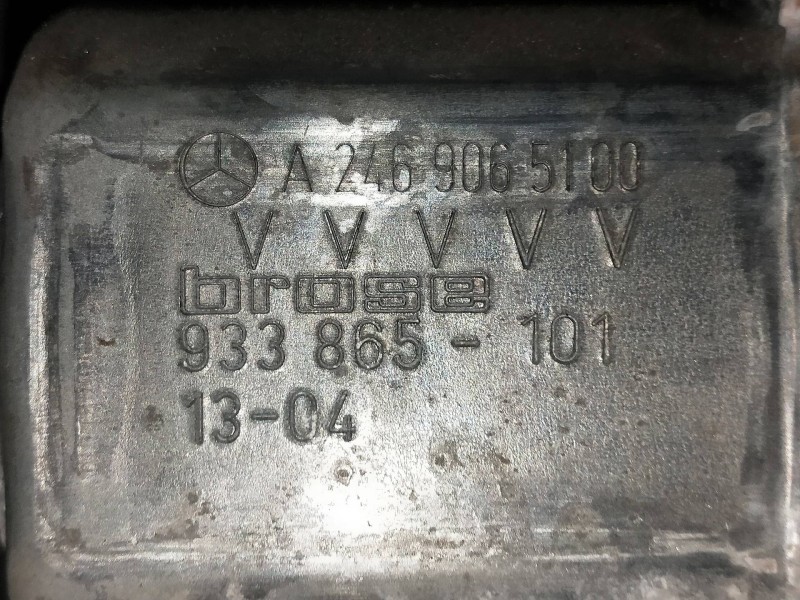 A 246 906 51 00
V V V V V
brose
933 865 - 101
13-04